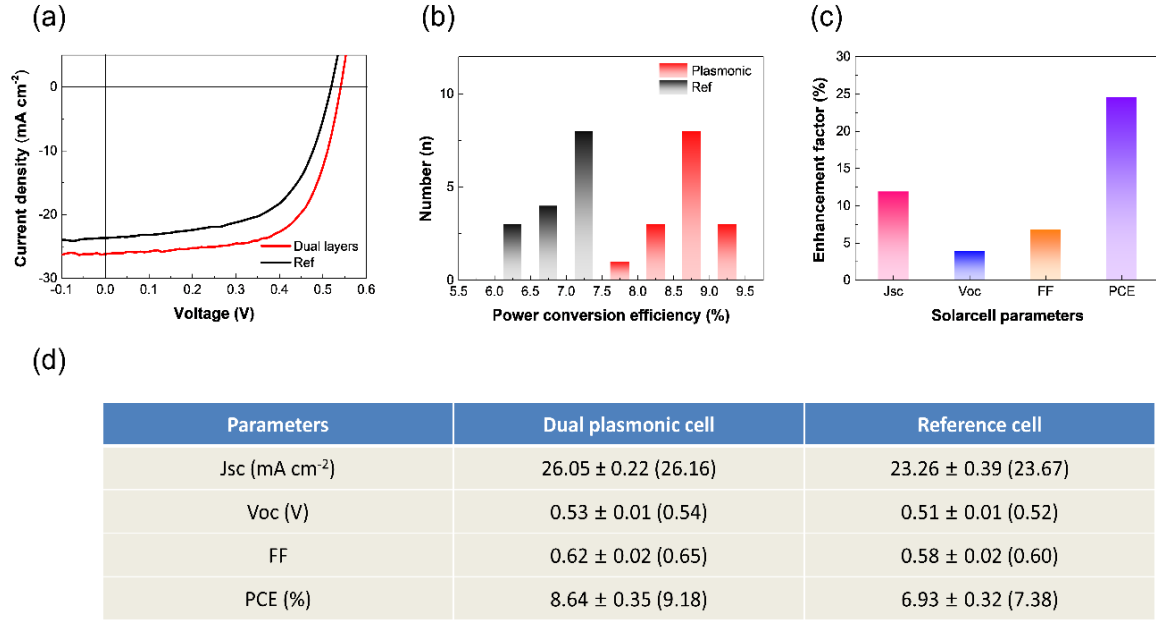 (a)
Current density (mA cm-2)
0
-10
-20
-30
-0.1 0.0 0.1 0.2 0.3 0.4 0.5 0.6
Voltage (V)
Dual layers
Ref
(b)
Number (n)
10
5
0
5.5 6.0 6.5 7.0 7.5 8.0 8.5 9.0 9.5
Power conversion efficiency (%)
Plasmonic
Ref
(c)
Enhancement factor (%)
30
25
20
15
10
5
0
Jsc Voc FF PCE
Solarcell parameters
(d)
Parameters Dual plasmonic cell Reference cell
Jsc (mA cm-2) 26.05 ± 0.22 (26.16) 23.26 ± 0.39 (23.67)
Voc (V) 0.53 ± 0.01 (0.54) 0.51 ± 0.01 (0.52)
FF 0.62 ± 0.02 (0.65) 0.58 ± 0.02 (0.60)
PCE (%) 8.64 ± 0.35 (9.18) 6.93 ± 0.32 (7.38)